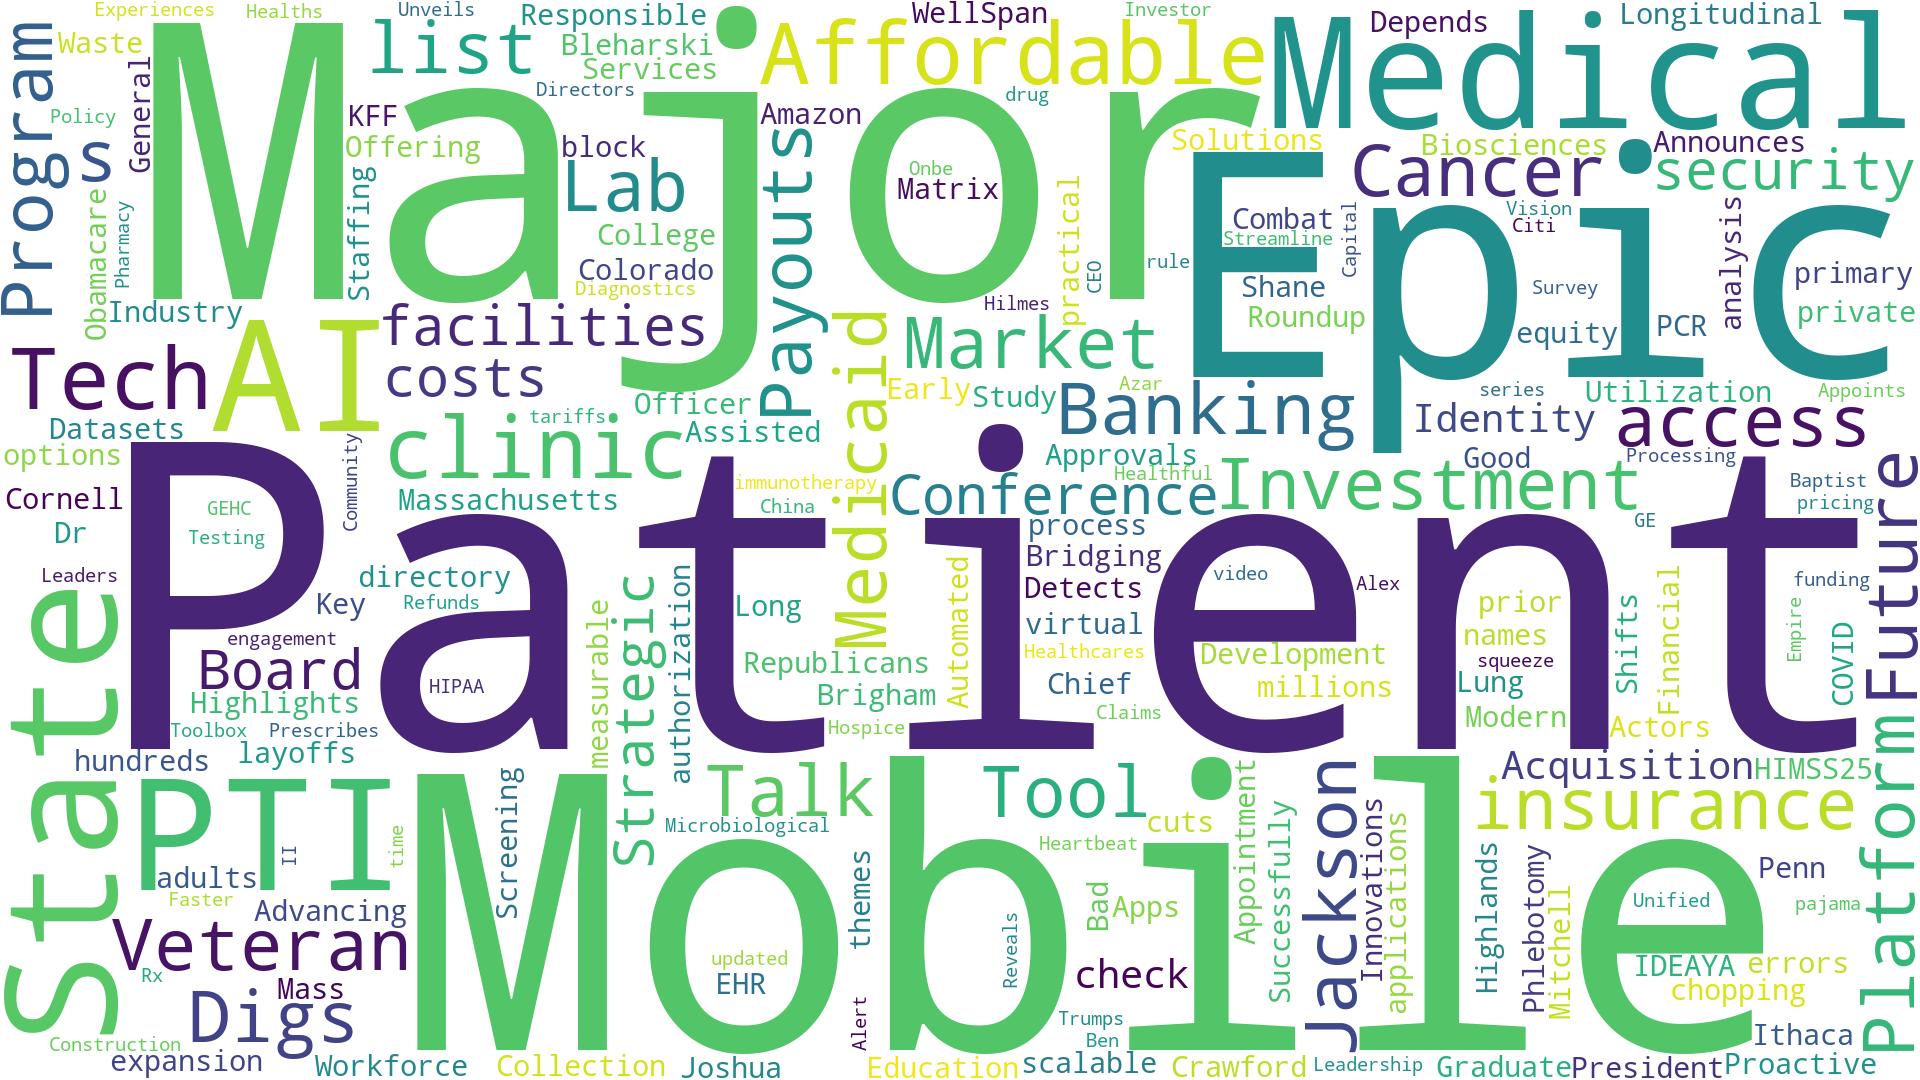 Experiences
Healths
Unveils
Responsible
WellSpan
Investor
Depends
Longitudinal
Waste
list
Bleharski
Services
Affordable
Medical
Program
General
Major
Directors
drug
Policy
KFF
Amazon
s
Offering
block
Solutions
Biosciences
Announces
Lab
Payouts
Onbe
Matrix
Epic
Cancer
security
Obamacare
Pharmacy
Staffing
College
practical
Combat
Streamline
Capital
Vision
Citi
analysis
Colorado
Diagnostics
CEO
rule
Shane
Survey
primary
Industry
Hilmes
Roundup
equity
PCR
private
AI
facilities
Medicaid
Market
Tech
costs
Early
Study
Azar
Banking
series
Utilization
Appoints
Officer
Identity
access
Datasets
clinic
tariffs
Assisted
options
Community
Approvals
Good
Processing
Healthful
Cornell
Massachusetts
immunotherapy
China
Conference
Investment
Baptist
pricing
Future
GEHC
Dr
Testing
Patient
process
GE
Bridging
Leaders
directory
Detects
video
Alex
funding
Key
Refunds
Long
Automated
virtual
prior
names
Shifts
Financial
Empire
COVID
State
engagement
measurable
Strategic
authorization
Republicans
Healthcares
Development
squeeze
Board
HIPAA
Brigham
Chief
millions
Lung
Highlights
Hospice
Claims
Modern
Actors
Toolbox
Prescribes
hundreds
layoffs
Acquisition
HIMSS25
Platform
PTI
Screening
Talk
Tool
Appointment
Jackson
insurance
Microbiological
cuts
Successfully
Innovations
applications
time
II
Heartbeat
adults
Mobile
themes
Highlands
Phlebotomy
Penn
Faster
Advancing
Bad
Apps
Mitchell
Unified
pajama
Veteran
updated
Reveals
Rx
Mass
EHR
check
IDEAYA
errors
chopping
Digs
Alert
Trumps
Ben
Ithaca
Construction
expansion
Workforce
Collection
Joshua
Education
scalable
Crawford
Leadership
Graduate
President
Proactive